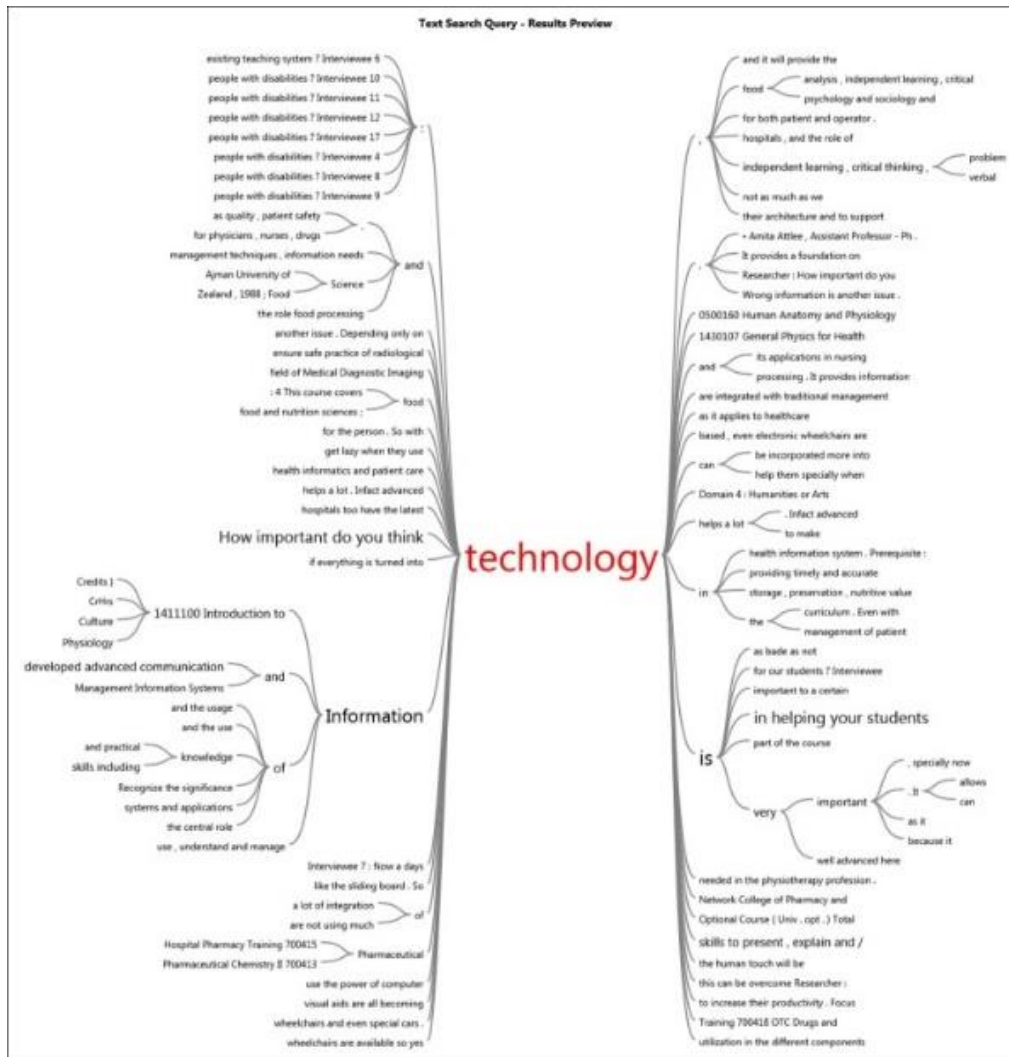 Text Search Query - Results Preview
existing teaching system ? Interviewee 6
people with disabilities ? Interviewee 10
people with disabilities ? Interviewee 11
people with disabilities ? Interviewee 12
people with disabilities ? Interviewee 17
people with disabilities ? Interviewee 4
people with disabilities ? Interviewee 8
people with disabilities ? Interviewee 9
:
as quality , patient safety
for physicians , nurses , drugs
,
management techniques , information needs
Ajman University of
Zealand , 1988 ; Food
Science
the role food processing
and
another issue . Depending only on
ensure safe practice of radiological
field of Medical Diagnostic Imaging
: 4 This course covers
food and nutrition sciences ;
food
for the person . So with
get lazy when they use
health informatics and patient care
helps a lot . Infact advanced
hospitals too have the latest
How important do you think
if everything is turned into
Credits )
CrHrs
Culture
Physiology
1411100 Introduction to
developed advanced communication
Management Information Systems
and
and the usage
and the use
and practical
skills including
knowledge
Recognize the significance
systems and applications
the central role
of
use , understand and manage
Information
Interviewee 7 : Now a days
like the sliding board . So
a lot of integration
are not using much
of
Hospital Pharmacy Training 700415
Pharmaceutical Chemistry II 700413
Pharmaceutical
use the power of computer
visual aids are all becoming
wheelchairs and even special cars .
wheelchairs are available so yes
technology
,
and it will provide the
food
analysis , independent learning , critical
psychology and sociology and
for both patient and operator .
hospitals , and the role of
independent learning , critical thinking ,
problem
verbal
not as much as we
their architecture and to support
.
• Amita Attlee , Assistant Professor - Ph .
It provides a foundation on
Researcher : How important do you
Wrong information is another issue .
0500160 Human Anatomy and Physiology
1430107 General Physics for Health
and
its applications in nursing
processing . It provides information
are integrated with traditional management
as it applies to healthcare
based , even electronic wheelchairs are
can
be incorporated more into
help them specially when
Domain 4 : Humanities or Arts
helps a lot
. Infact advanced
to make
in
health information system . Prerequisite :
providing timely and accurate
storage , preservation , nutritive value
the
curriculum . Even with
management of patient
is
as bade as not
for our students ? Interviewee
important to a certain
in helping your students
part of the course
very
important
, specially now
. It
allows
can
as it
because it
well advanced here
needed in the physiotherapy profession .
Network College of Pharmacy and
Optional Course ( Univ . opt . ) Total
skills to present , explain and /
the human touch will be
this can be overcome Researcher :
to increase their productivity . Focus
Training 700416 OTC Drugs and
utilization in the different components